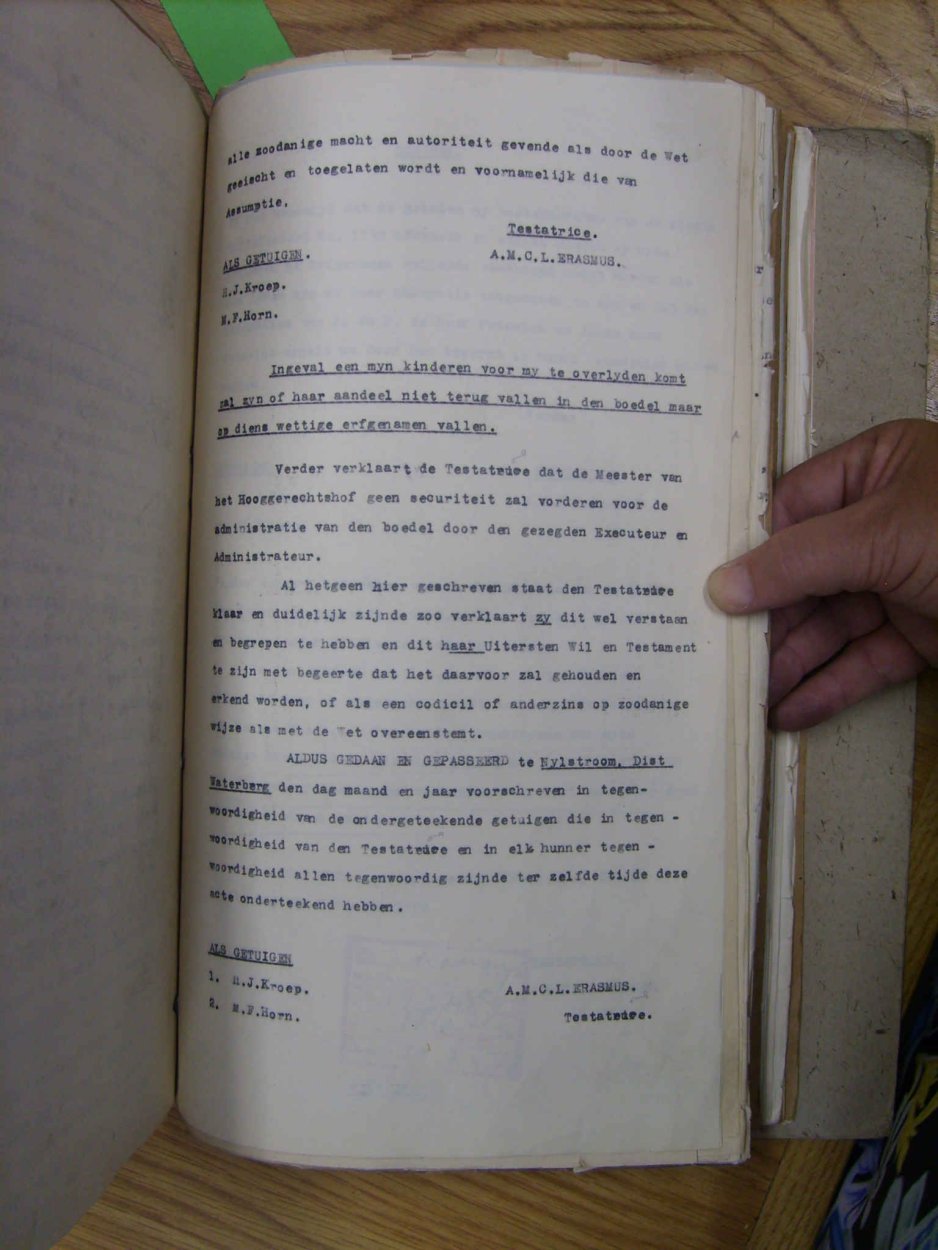 alle zoodanige macht en autoriteit gevende als door de Wet
geeischt en toegelaten wordt en voornamelijk die van
Assumptie.
Testatrice.
ALS GETUIGEN.
A.M.C.L.ERASMUS.
H.J.Kroep.
M.F.Horn.
Ingeval een myn kinderen voor my te overlyden komt
zal zyn of haar aandeel niet terug vallen in den boedel maar
op diens wettige erfgenamen vallen.
Verder verklaart de Testatrice dat de Meester van
het Hooggerechtshof geen securiteit zal vorderen voor de
administratie van den boedel door den gezegden Executeur en
Administrateur.
Al hetgeen hier geschreven staat den Testatrice
klaar en duidelijk zijnde zoo verklaart zy dit wel verstaan
en begrepen te hebben en dit haar Uitersten Wil en Testament
te zijn met begeerte dat het daarvoor zal gehouden en
erkend worden, of als een codicil of anderzins op zoodanige
wijze als met de Wet overeenstemt.
ALDUS GEDAAN EN GEPASSEERD te Nylstroom, Dist
Waterberg den dag maand en jaar voorschreven in tegen-
woordigheid van de ondergeteekende getuigen die in tegen -
woordigheid van den Testatrice en in elk hunner tegen -
woordigheid allen tegenwoordig zijnde ter zelfde tijde deze
acte onderteekend hebben.
ALS GETUIGEN
1. H.J.Kroep.
A.M.C.L.ERASMUS.
2. M.F.Horn.
Testatrice.